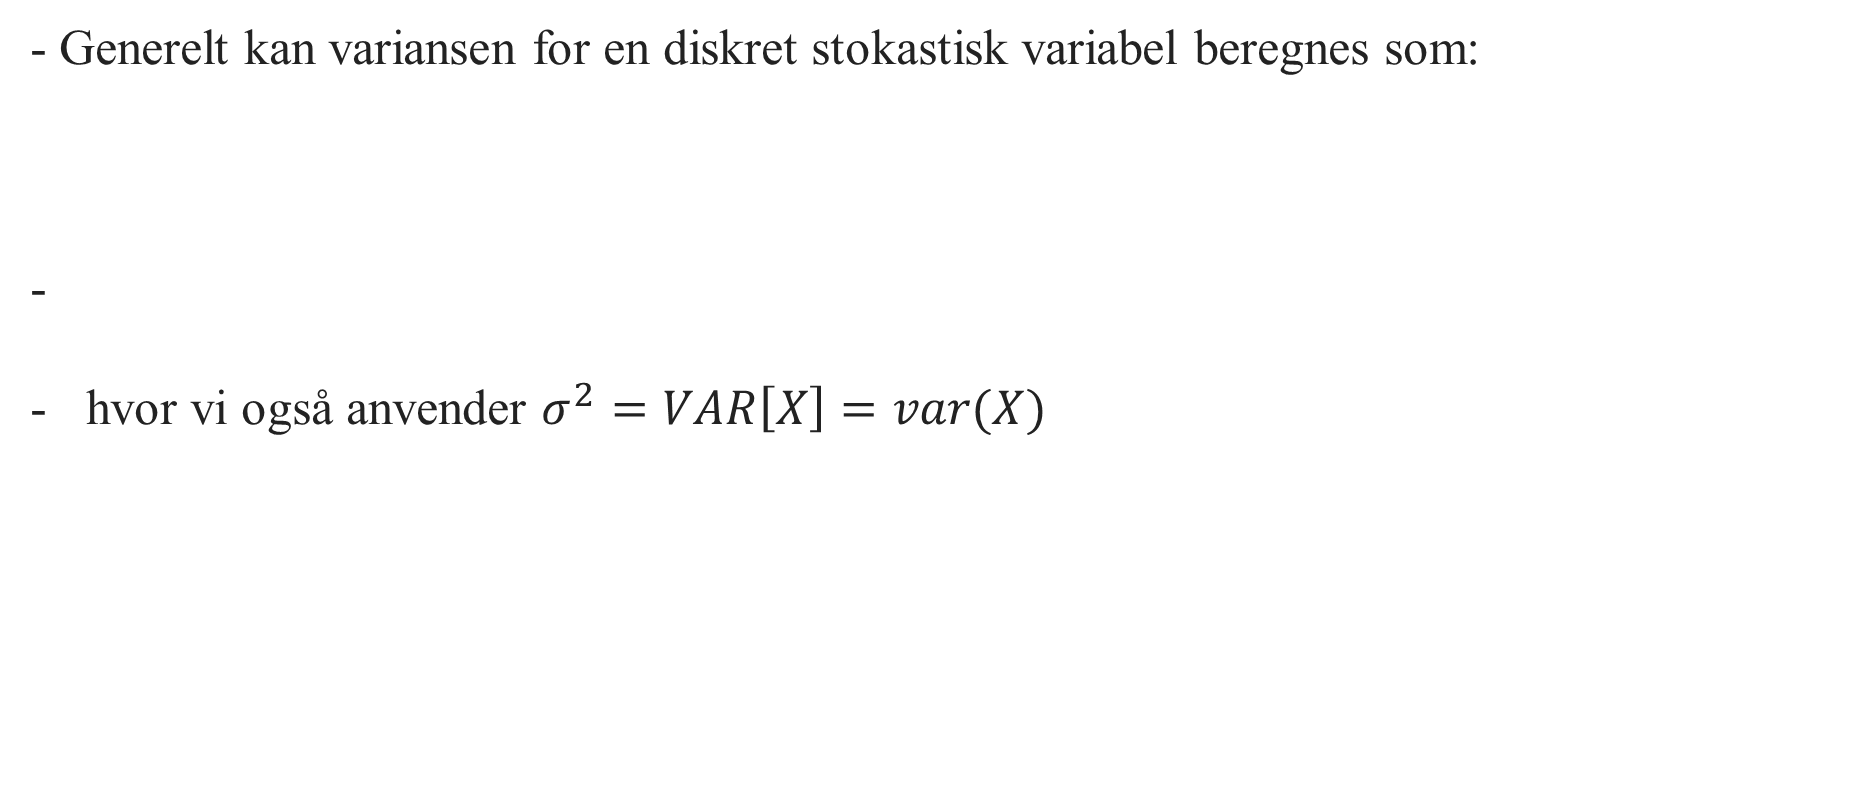 - Generelt kan variansen for en diskret stokastisk variabel beregnes som:
-
- hvor vi også anvender σ² = VAR[X] = var(X)